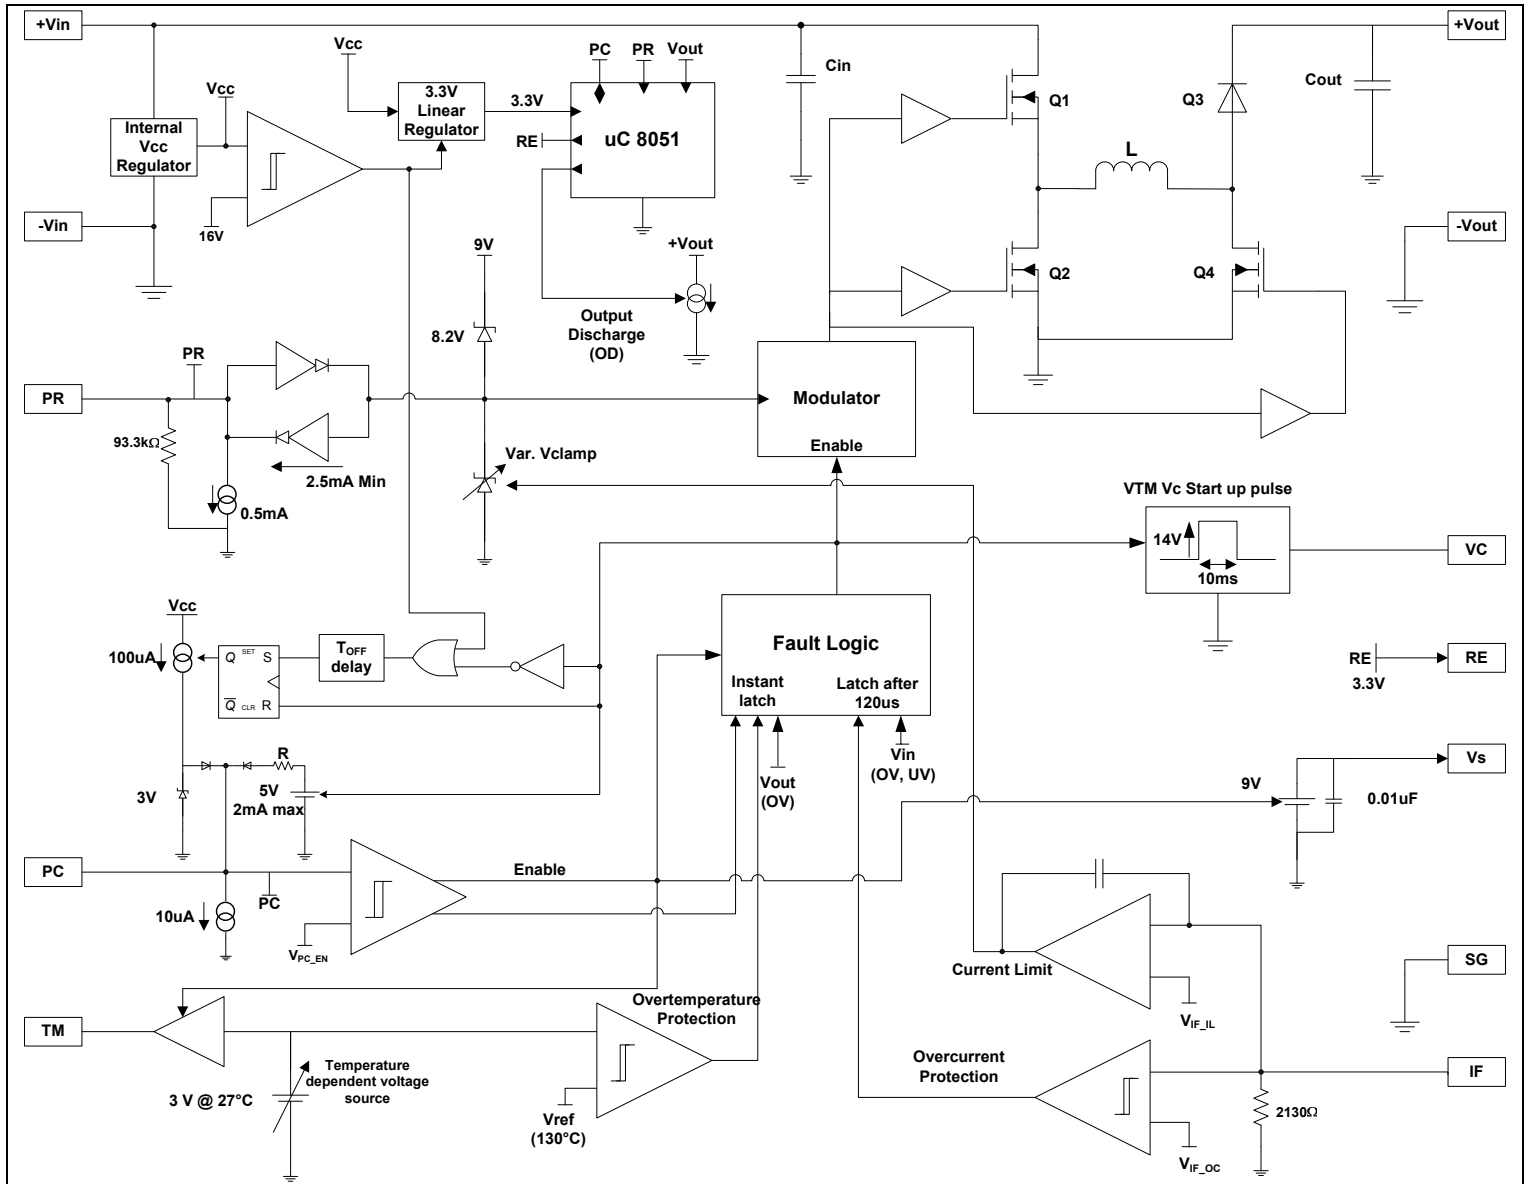 +Vin
+Vout
Vcc
PC
PR
Vout
Cin
Cout
Vcc
3.3V
Linear
Regulator
3.3V
Q1
Q3
Internal
Vcc
Regulator
RE
uC 8051
L
-Vin
16V
-Vout
9V
+Vout
Q2
Q4
Output
Discharge
(OD)
8.2V
PR
PR
Modulator
Enable
93.3kΩ
2.5mA Min
0.5mA
Var. Vclamp
VTM Vc Start up pulse
14V
10ms
VC
Vcc
100uA
Q SET S
Q CLR R
TOFF
delay
Fault Logic
Instant
latch
Latch after
120us
RE
3.3V
RE
R
3V
5V
2mA max
Vout
(OV)
Vin
(OV, UV)
9V
0.01uF
Vs
PC
PC
10uA
Enable
VPC_EN
Current Limit
VIF_IL
SG
TM
Overtemperature
Protection
3 V @ 27°C
Temperature
dependent voltage
source
Vref
(130°C)
Overcurrent
Protection
VIF_OC
2130Ω
IF